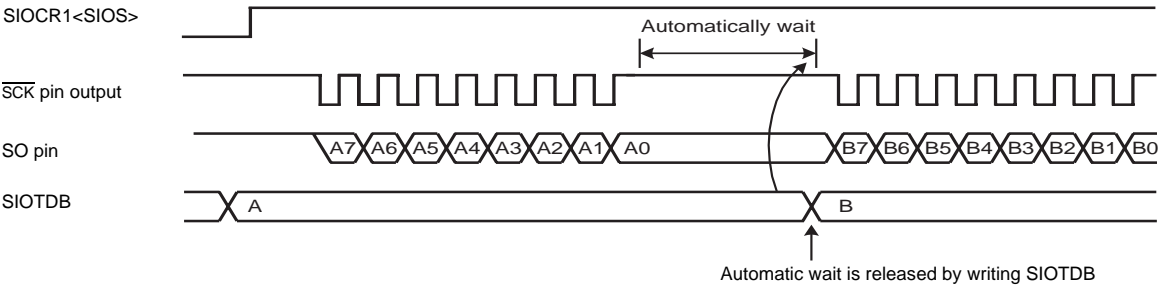 SIOCR1<SIOS>
Automatically wait
SCK pin output
SO pin
A7 A6 A5 A4 A3 A2 A1 A0 B7 B6 B5 B4 B3 B2 B1 B0
SIOTDB
A B
Automatic wait is released by writing SIOTDB